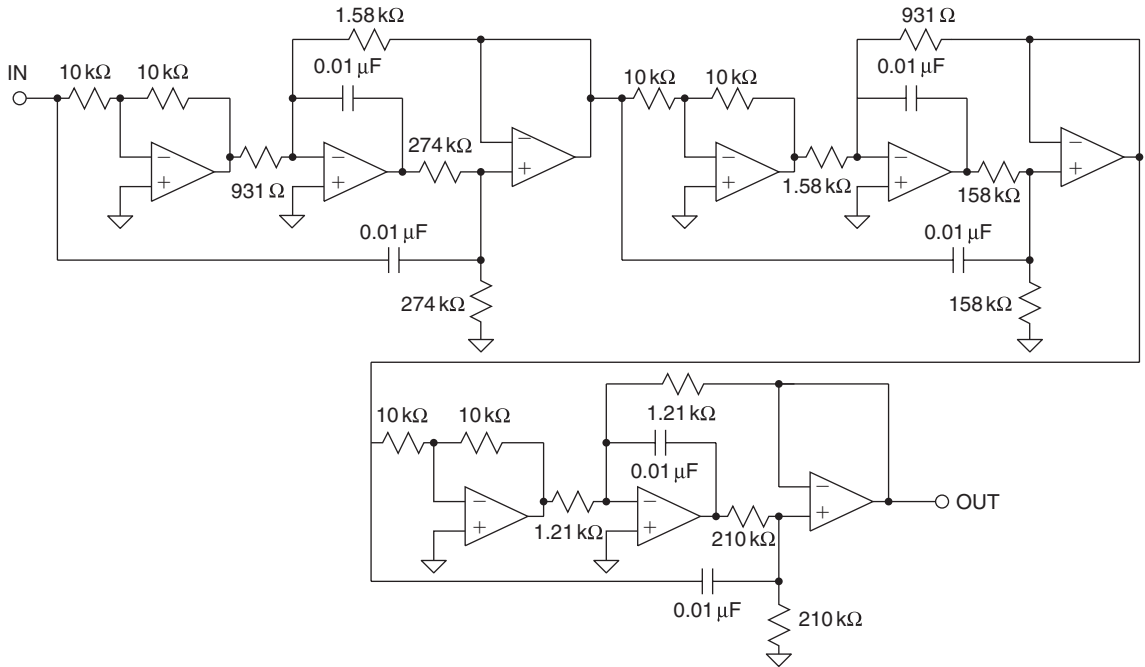 1.58 kΩ
931 Ω
IN
10 kΩ
10 kΩ
0.01 μF
10 kΩ
10 kΩ
0.01 μF
−
+
931 Ω
−
+
274 kΩ
−
+
−
+
1.58 kΩ
−
+
158 kΩ
−
+
0.01 μF
274 kΩ
0.01 μF
158 kΩ
10 kΩ
10 kΩ
1.21 kΩ
0.01 μF
−
+
1.21 kΩ
−
+
210 kΩ
−
+
OUT
0.01 μF
210 kΩ